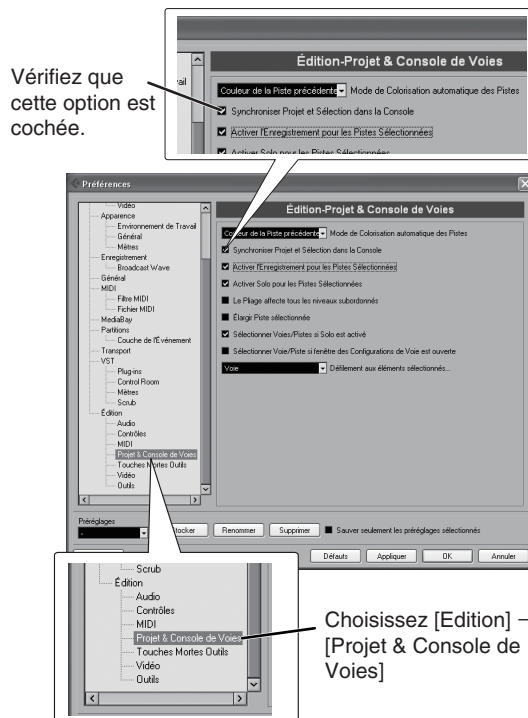 Édition-Projet & Console de Voies
ail
Couleur de la Piste précédente
Mode de Colorisation automatique des Pistes
Synchroniser Projet et Sélection dans la Console
Activer l'Enregistrement pour les Pistes Sélectionnées
Activer Solo pour les Pistes Sélectionnées
Vérifiez que
cette option est
cochée.
Préférences
Vidéo
Apparence
Environnement de Travail
Général
Mètres
Enregistrement
Broadcast Wave
Général
MIDI
Filtre MIDI
Fichier MIDI
MediaBay
Partitions
Couche de l'Événement
Transport
VST
Plug-ins
Control Room
Mètres
Scrub
Édition
Audio
Contrôles
MIDI
Projet & Console de Voies
Touches Mortes Outils
Vidéo
Outils
Édition-Projet & Console de Voies
Couleur de la Piste précédente
Mode de Colorisation automatique des Pistes
Synchroniser Projet et Sélection dans la Console
Activer l'Enregistrement pour les Pistes Sélectionnées
Activer Solo pour les Pistes Sélectionnées
Le Pliage affecte tous les niveaux subordonnés
Élargir Piste sélectionnée
Sélectionner Voies/Pistes si Solo est activé
Sélectionner Voie/Piste si fenêtre des Configurations de Voie est ouverte
Voie
Défilement aux éléments sélectionnés...
Préréglages
-
tocker
Renommer
Supprimer
Sauver seulement les préréglages sélectionnés
Défauts
Appliquer
OK
Annuler
Scrub
Édition
Audio
Contrôles
MIDI
Projet & Console de Voies
Touches Mortes Outils
Vidéo
Outils
Choisissez [Edition] –
[Projet & Console de
Voies]